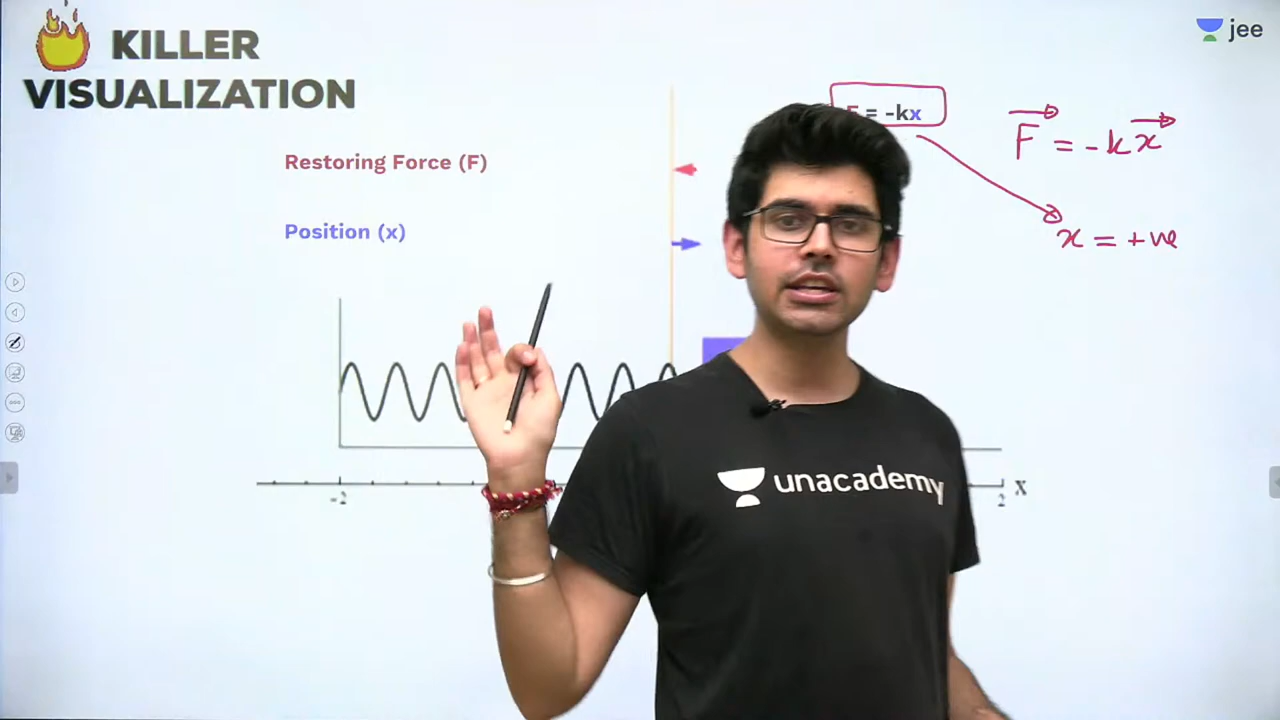 KILLER
VISUALIZATION
jee
= -kx
F = -kx
Restoring Force (F)
Position (x)
x = +ve
unacademy
-2
2
X